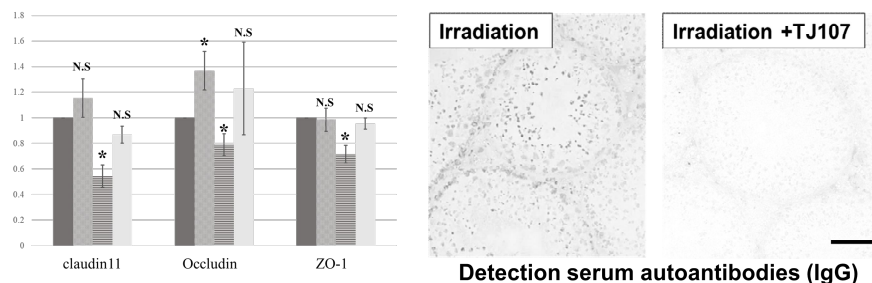 1.8
1.6
1.4
1.2
1
0.8
0.6
0.4
0.2
0
N.S
*
N.S
*
N.S
*
N.S
*
N.S
claudin11
Occludin
ZO-1
Irradiation
Irradiation +TJ107
Detection serum autoantibodies (IgG)